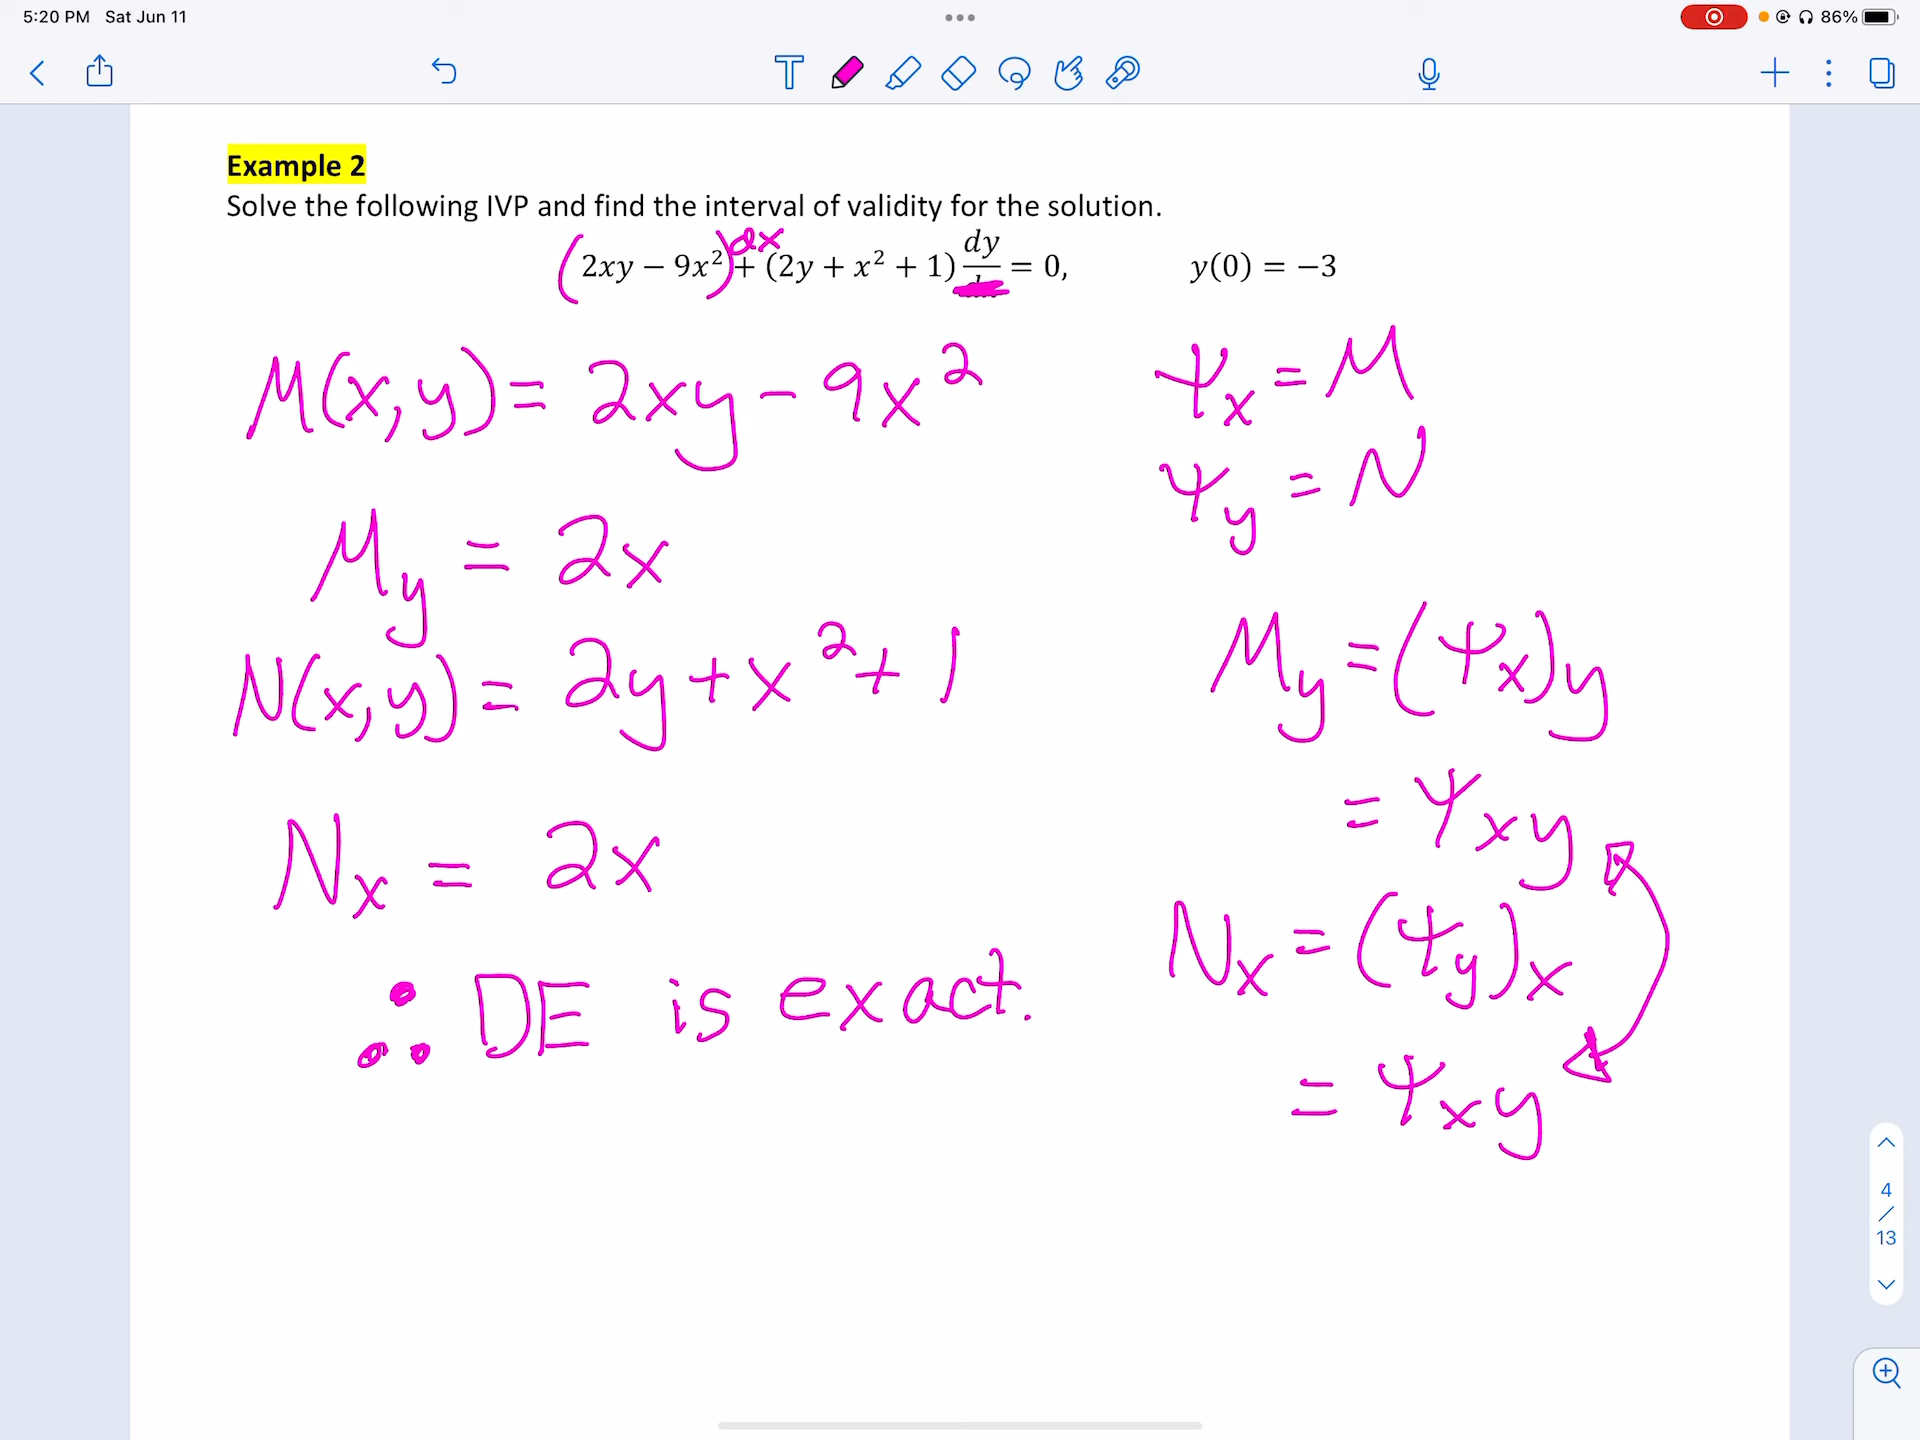 5:20 PM Sat Jun 11
86%
T
Example 2
Solve the following IVP and find the interval of validity for the solution.
(2xy − 9x²)dx + (2y + x² + 1) dy = 0, y(0) = −3
M(x,y) = 2xy - 9x²
ψx = M
ψy = N
My = 2x
N(x,y) = 2y + x² + 1
My = (ψx)y
= ψxy
Nx = 2x
Nx = (ψy)x
∴ DE is exact.
= ψxy
4
/
13